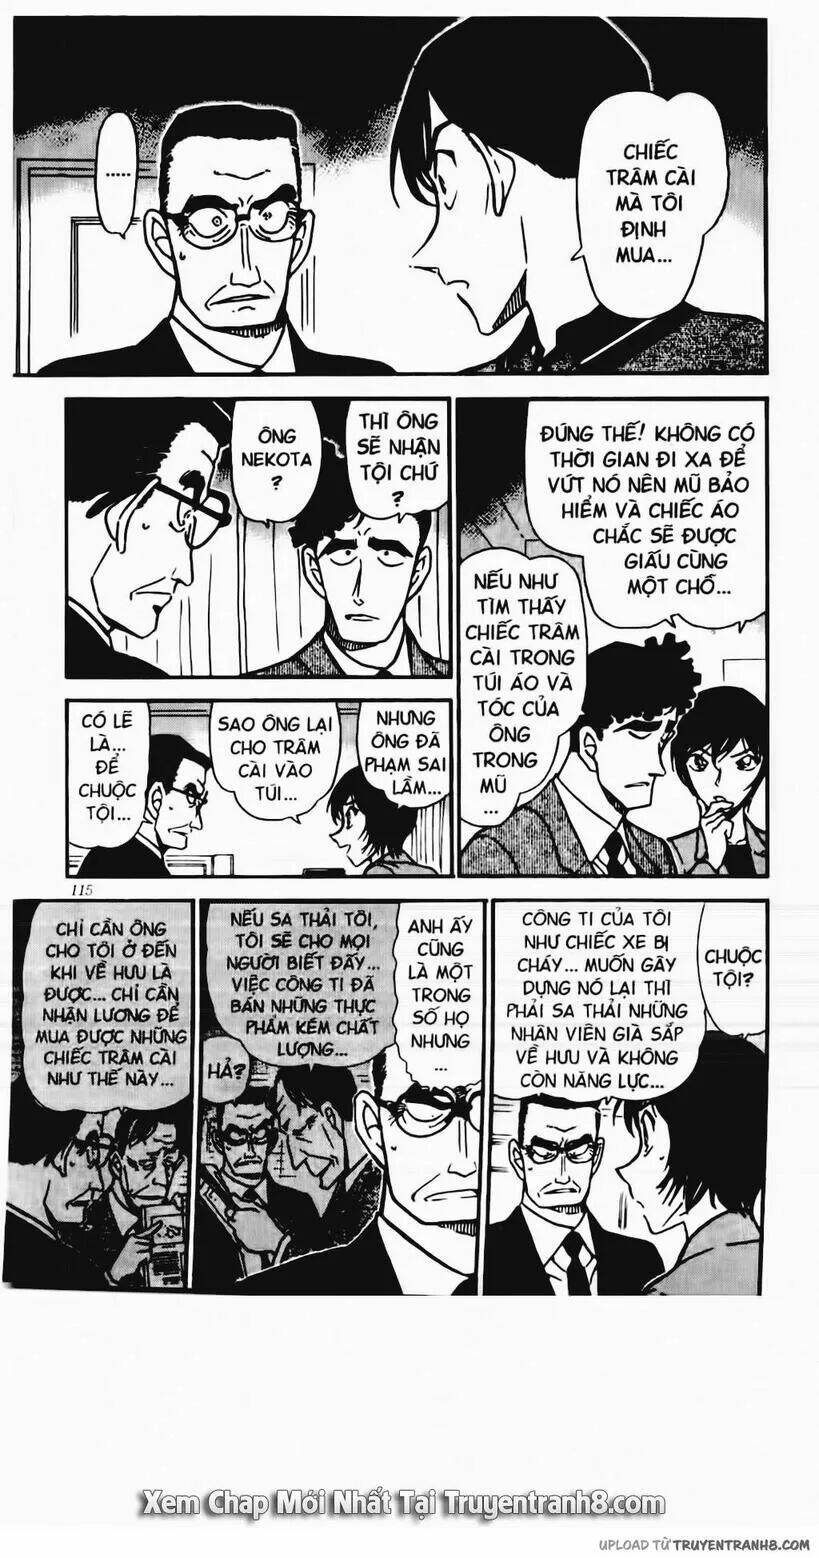 CHIẾC
TRÂM CÀI
MÀ TÔI
ĐỊNH
MUA...
......
ĐÚNG THẾ! KHÔNG CÓ
THỜI GIAN ĐI XA ĐỂ
VỨT NÓ NÊN MŨ BẢO
HIỂM VÀ CHIẾC ÁO
CHẮC SẼ ĐƯỢC
GIẤU CÙNG
MỘT CHỔ...
NẾU NHƯ
TÌM THẤY
CHIẾC TRÂM
CÀI TRONG
TÚI ÁO VÀ
TÓC CỦA
ÔNG
TRONG
MŨ
...
THÌ ÔNG
SẼ NHẬN
TỘI CHỨ
?
ÔNG
NEKOTA
?
NHƯNG
ÔNG ĐÃ
PHẠM SAI
LẦM...
SAO ÔNG LẠI
CHO TRÂM
CÀI VÀO
TÚI...
CÓ LẼ
LÀ...
ĐỂ
CHUỘC
TỘI...
115
CHUỘC
TỘI?
CÔNG TI CỦA TÔI
NHƯ CHIẾC XE BỊ
CHÁY... MUỐN GÂY
DỰNG NÓ LẠI THÌ
PHẢI SA THẢI NHỮNG
NHÂN VIÊN GIÀ SẮP
VỀ HƯU VÀ KHÔNG
CÒN NĂNG LỰC...
ANH ẤY
CŨNG
LÀ MỘT
TRONG
SỐ HỌ
NHƯNG
...
NẾU SA THẢI TÔI,
TÔI SẼ CHO MỌI
NGƯỜI BIẾT ĐẤY...
VIỆC CÔNG TI ĐÃ
BÁN NHỮNG THỰC
PHẨM KÉM CHẤT
LƯỢNG...
HẢ?
CHỈ CẦN ÔNG
CHO TÔI Ở ĐẾN
KHI VỀ HƯU LÀ
ĐƯỢC... CHỈ CẦN
NHẬN LƯƠNG ĐỂ
MUA ĐƯỢC NHỮNG
CHIẾC TRÂM CÀI
NHƯ THẾ NÀY...
Xem Chap Mới Nhất Tại Truyentranh8.com
UPLOAD TỪ TRUYENTRANH8.COM